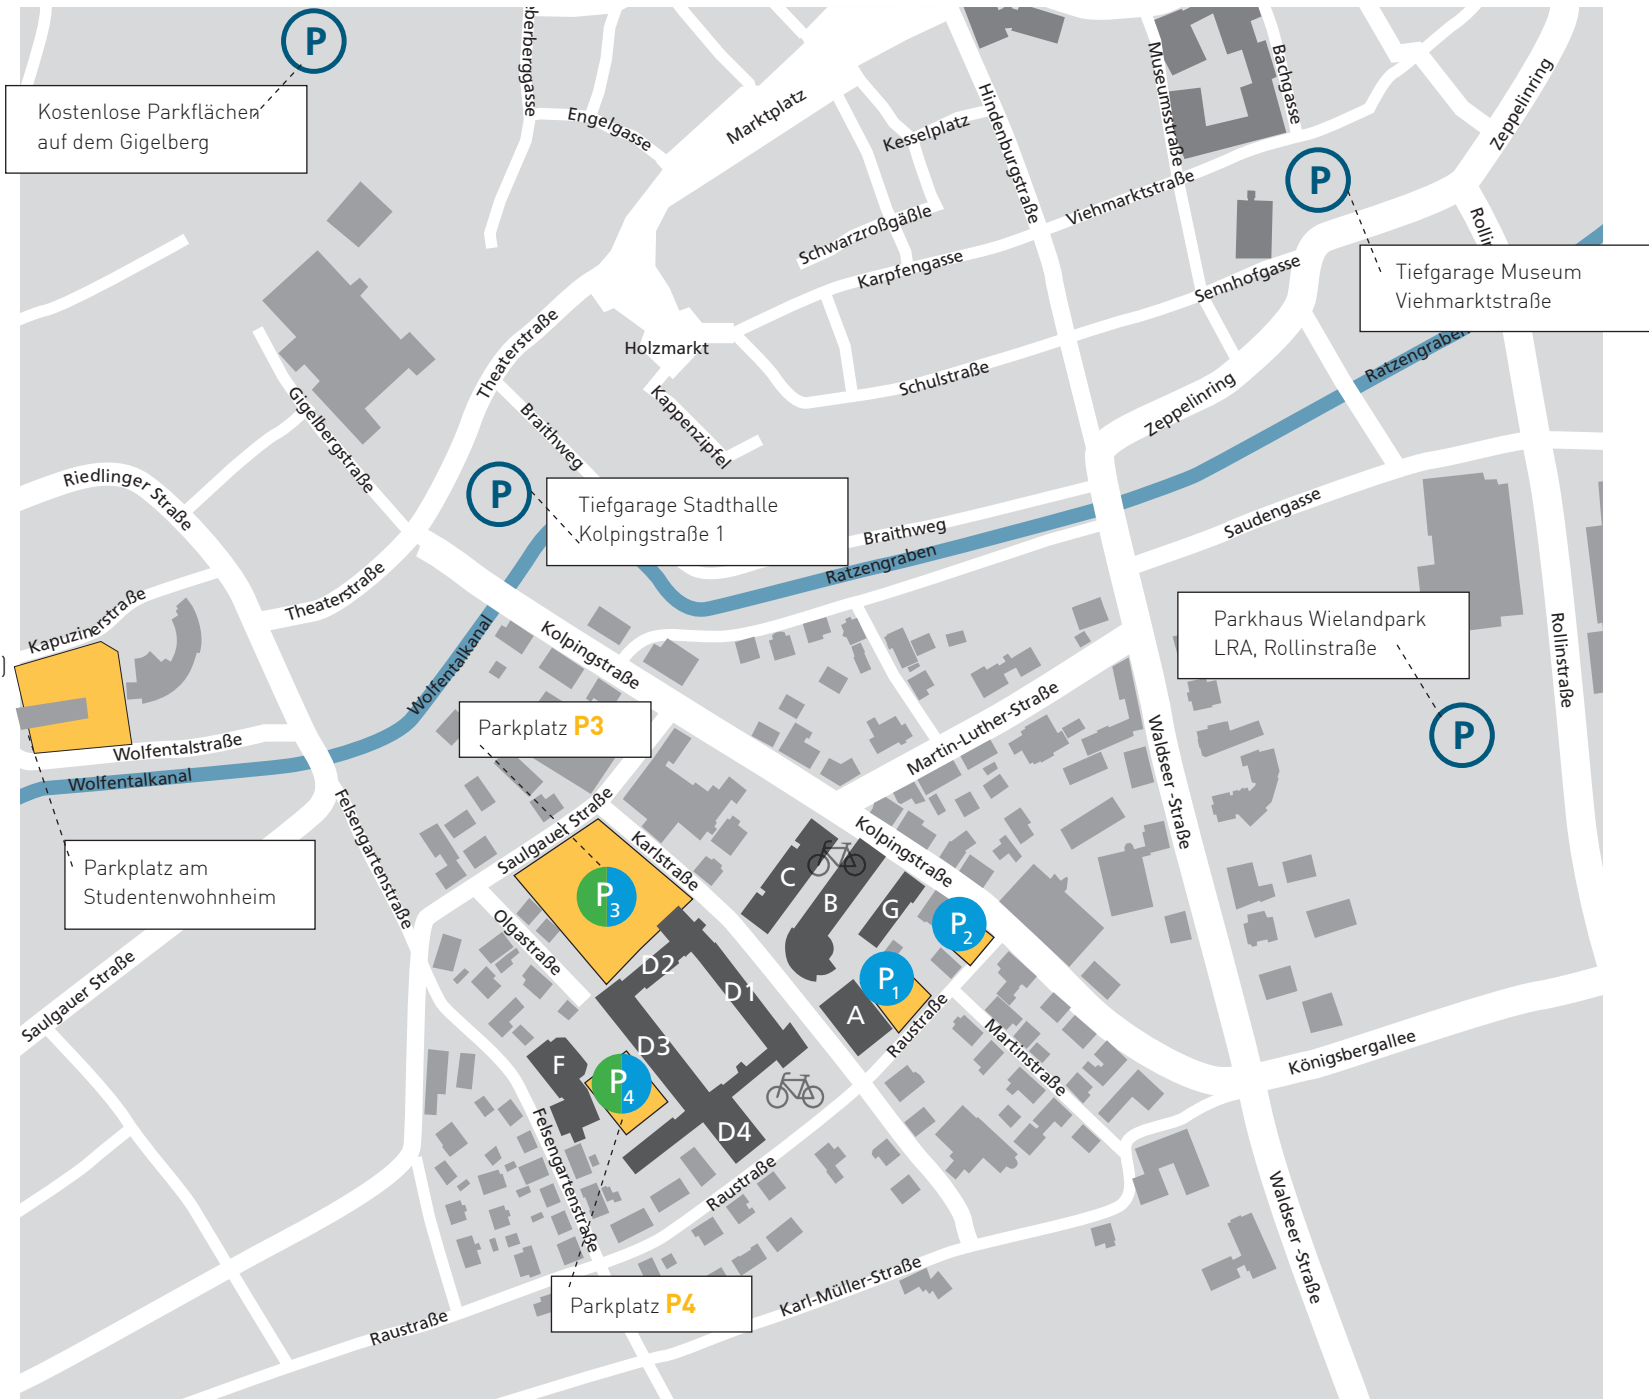 P
Kostenlose Parkflächen
auf dem Gigelberg
Engelgasse
Marktplatz
Kesselplatz
Hindenburgstraße
Museumsstraße
Bachgasse
Zeppelinring
P
Viehmarktstraße
Schwarzroßgäßle
Karpfengasse
Sennhofgasse
Tiefgarage Museum
Viehmarktstraße
Theaterstraße
Holzmarkt
Schulstraße
Ratzengraben
Gigelbergstraße
Braithweg
Kappenzipfel
Zeppelinring
Riedlinger Straße
P
Tiefgarage Stadthalle
Kolpingstraße 1
Braithweg
Ratzengraben
Saudengasse
Theaterstraße
Kapuzinerstraße
Kolpingstraße
Wolfentalkanal
Parkhaus Wielandpark
LRA, Rollinstraße
Rollinstraße
P
Parkplatz P3
Martin-Luther-Straße
Waldseer -Straße
Wolfentalstraße
Wolfentalkanal
Felsengartenstraße
Saulgauer Straße
Karlstraße
Kolpingstraße
Parkplatz am
Studentenwohnheim
P3
C
B
G
P2
Olgastraße
D2
D1
P1
A
Raustraße
Martinstraße
Saulgauer Straße
D3
F
P4
D4
Königsbergallee
Felsengartenstraße
Raustraße
Waldseer -Straße
Parkplatz P4
Karl-Müller-Straße
Raustraße